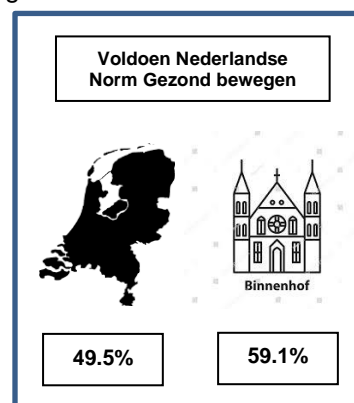 Voldoen Nederlandse
Norm Gezond bewegen
Binnenhof
49.5%
59.1%